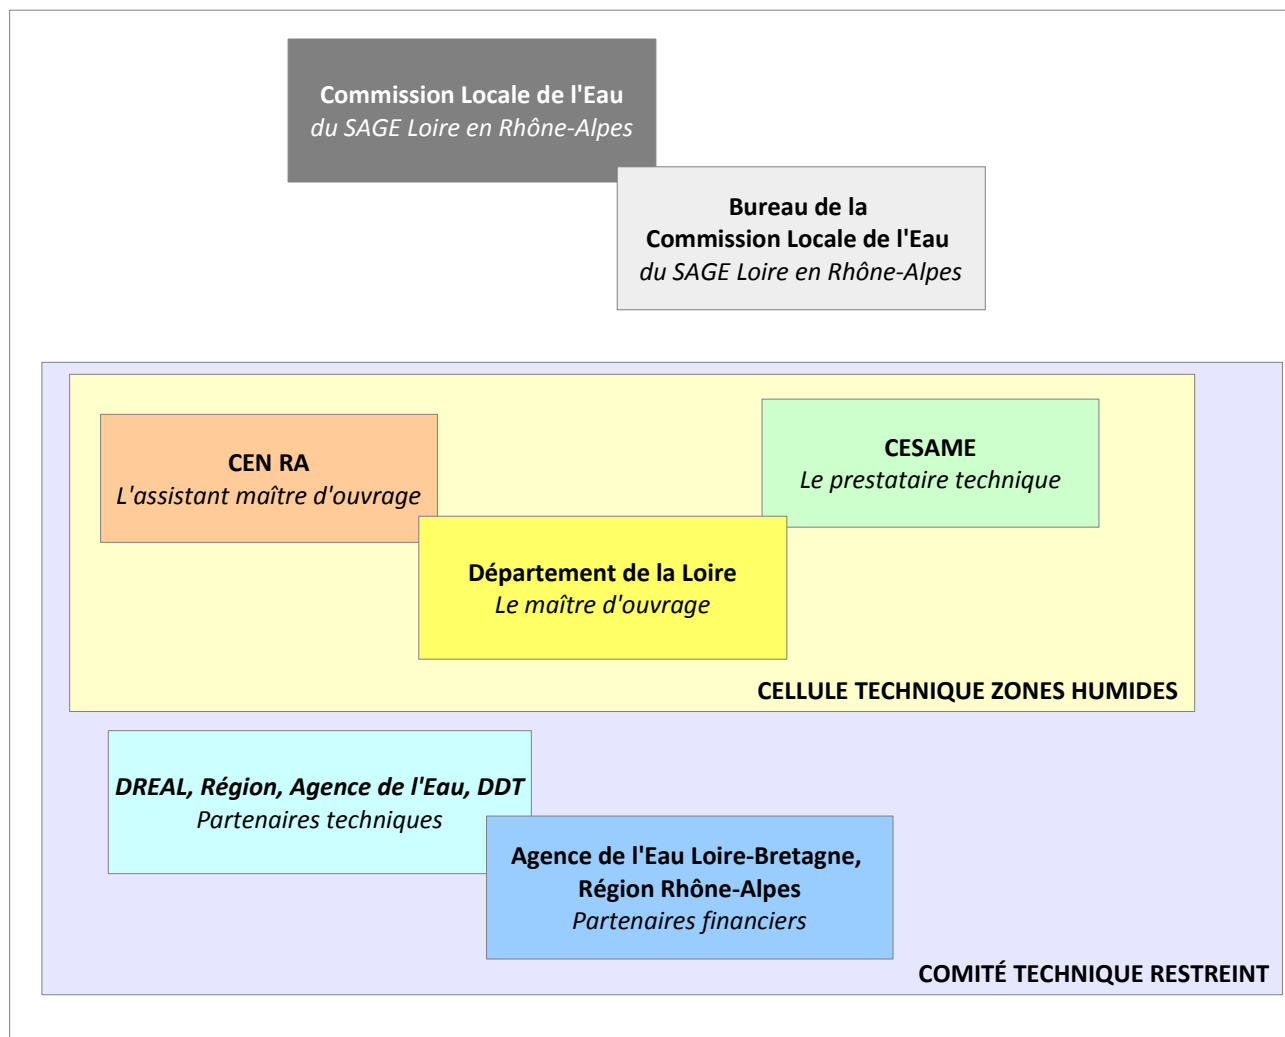 Commission Locale de l'Eau
du SAGE Loire en Rhône-Alpes
Bureau de la
Commission Locale de l'Eau
du SAGE Loire en Rhône-Alpes
CEN RA
L'assistant maître d'ouvrage
CESAME
Le prestataire technique
Département de la Loire
Le maître d'ouvrage
CELLULE TECHNIQUE ZONES HUMIDES
DREAL, Région, Agence de l'Eau, DDT
Partenaires techniques
Agence de l'Eau Loire-Bretagne,
Région Rhône-Alpes
Partenaires financiers
COMITÉ TECHNIQUE RESTREINT